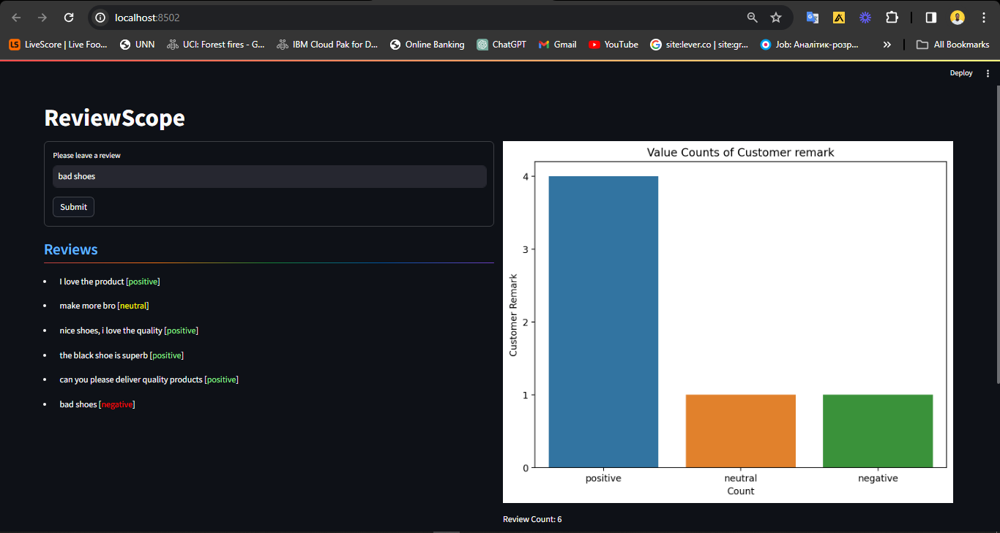 localhost:8502
LiveScore | Live Foo...
UNN
UCI: Forest fires - G...
IBM Cloud Pak for D...
Online Banking
ChatGPT
Gmail
YouTube
site:lever.co | site:gr...
Job: Аналітик-розр...
»
All Bookmarks
Deploy
ReviewScope
Please leave a review
bad shoes
Submit
Reviews
I love the product [positive]
make more bro [neutral]
nice shoes, i love the quality [positive]
the black shoe is superb [positive]
can you please deliver quality products [positive]
bad shoes [negative]
Value Counts of Customer remark
Customer Remark
4
3
2
1
0
positive neutral negative
Count
Review Count: 6